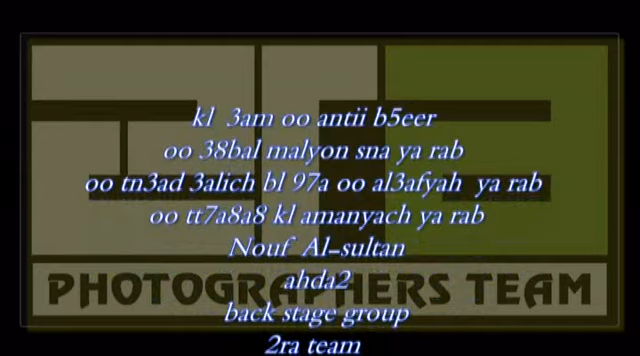 kl 3am oo antii b5eer
oo 38bal malyon sna ya rab
oo tn3ad 3alich bl 97a oo al3afyah ya rab
oo tt7a8a8 kl amanyach ya rab
Nouf Al-sultan
ahda2
back stage group
2ra team
PHOTOGRAPHERS TEAM